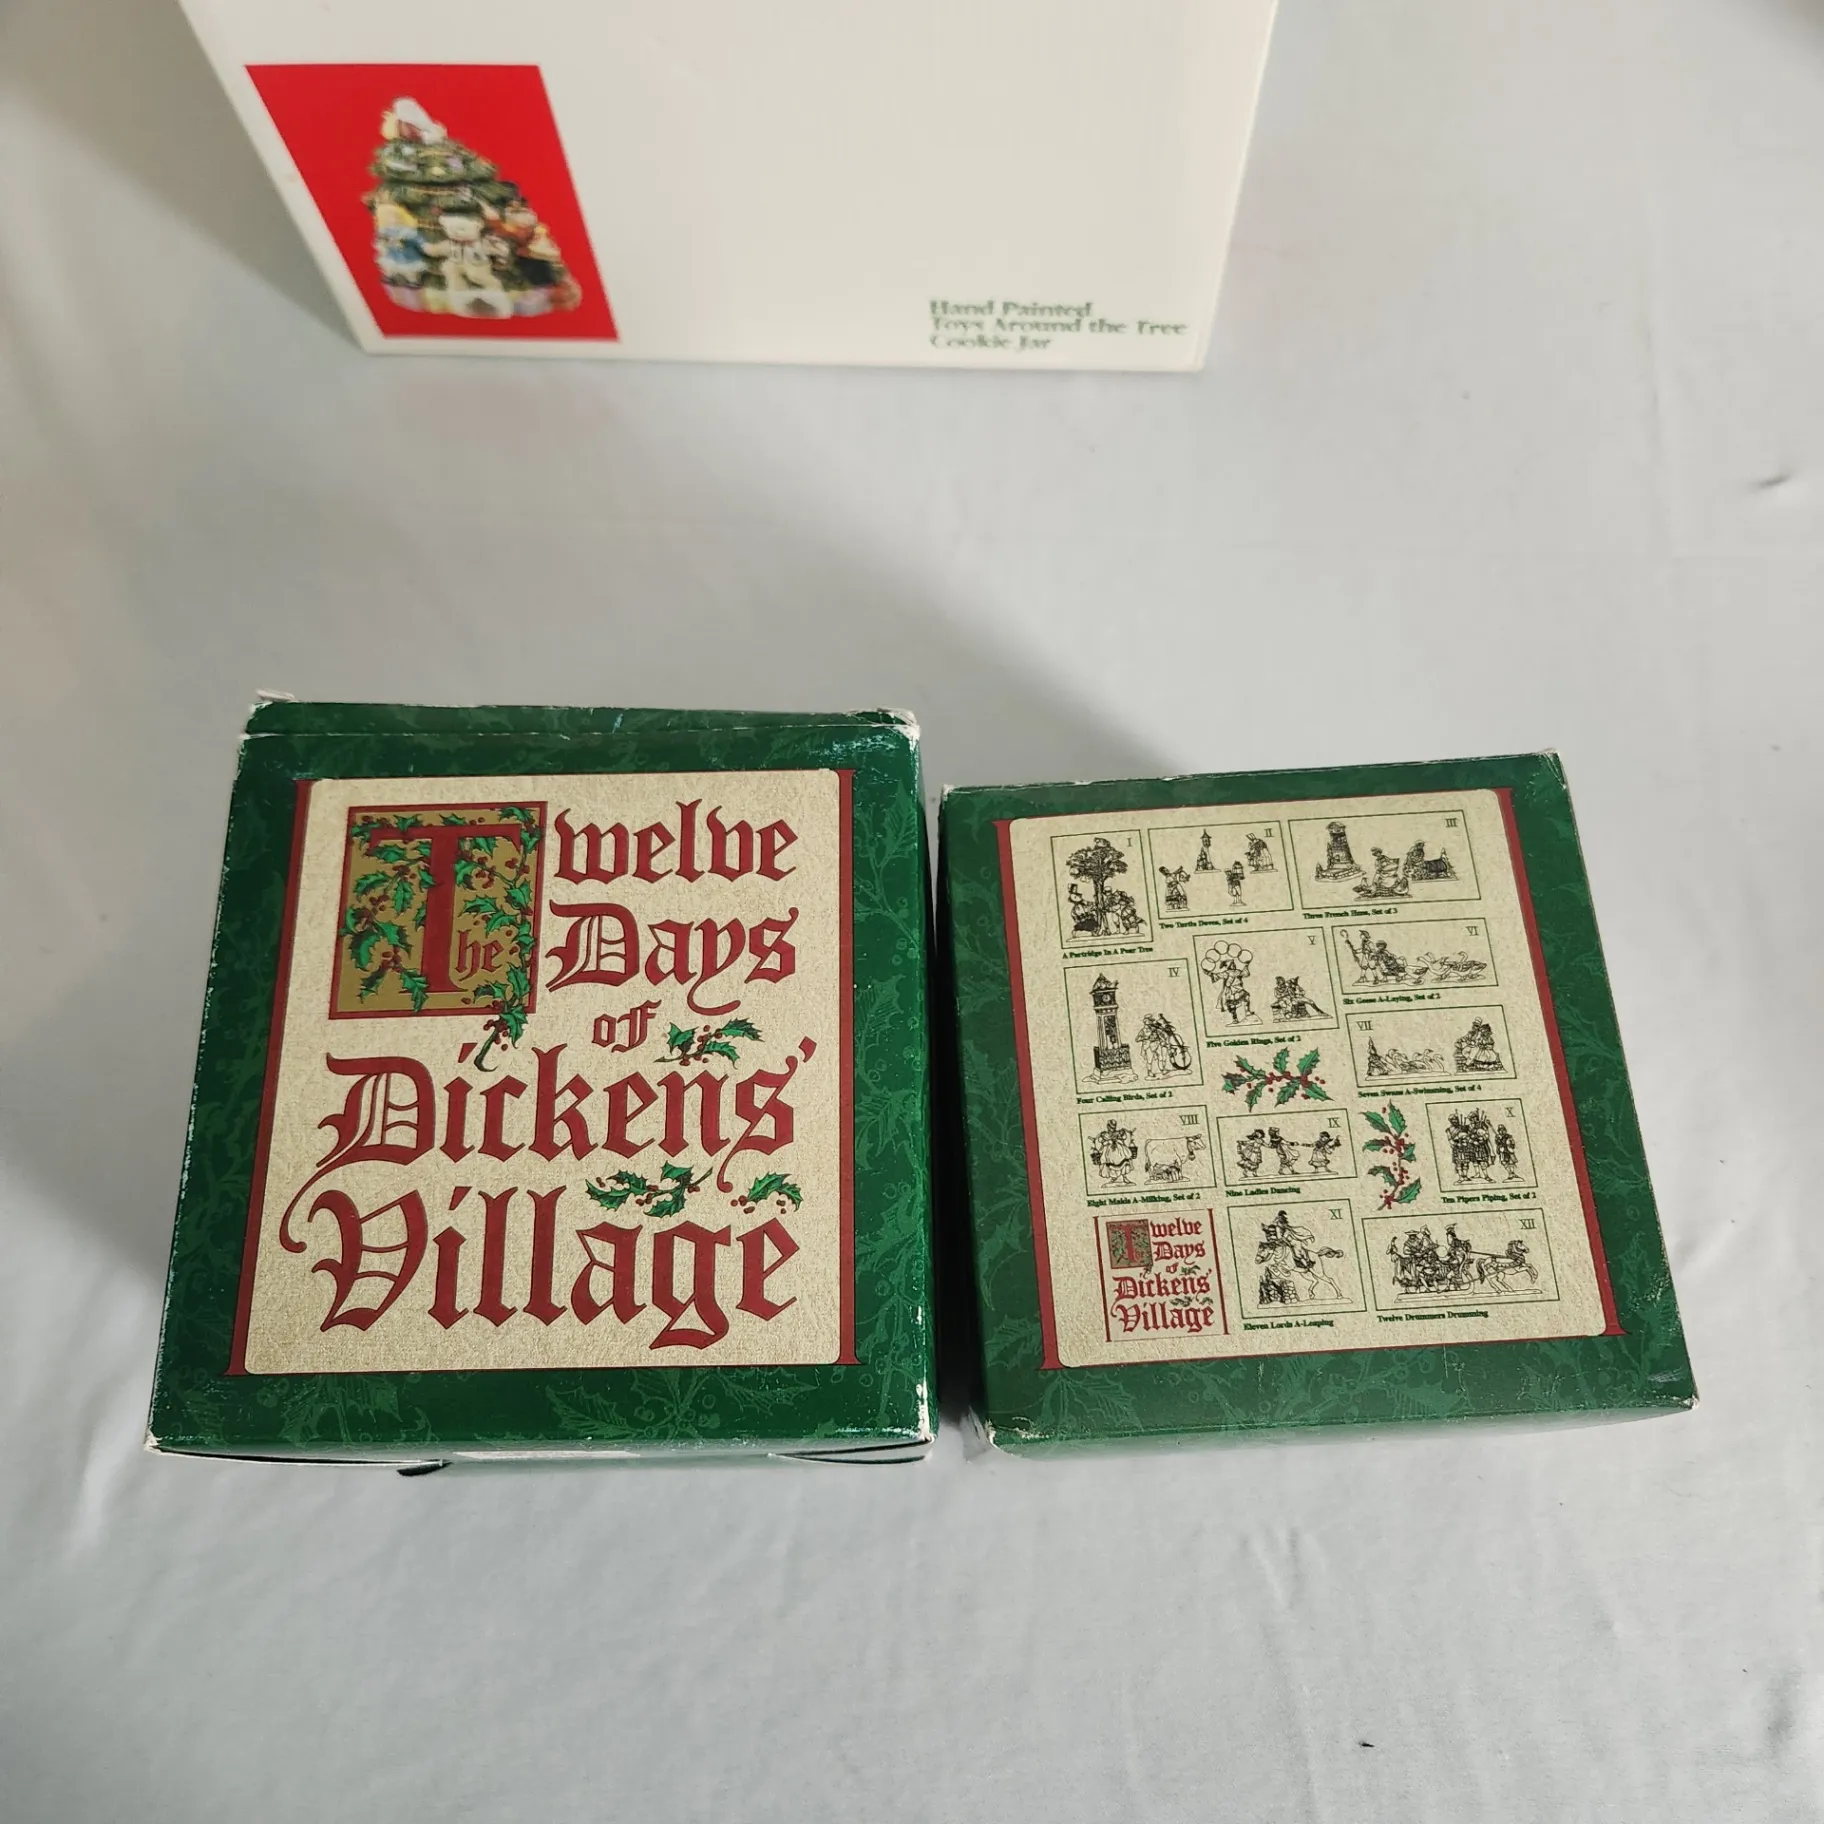 Hand Painted
Toys Around the Tree
Cookie Jar
The Twelve
Days
of
Dickens'
Village
I
A Partridge In A Pear Tree
II
Two Turtle Doves, Set of 4
III
Three French Hens, Set of 3
IV
Four Calling Birds, Set of 2
V
Five Golden Rings, Set of 2
VI
Six Geese A-Laying, Set of 2
VII
Seven Swans A-Swimming, Set of 4
VIII
Eight Maids A-Milking, Set of 2
IX
Nine Ladies Dancing
X
Ten Pipers Piping, Set of 2
The Twelve
Days
of
Dickens'
Village
XI
Eleven Lords A-Leaping
XII
Twelve Drummers Drumming